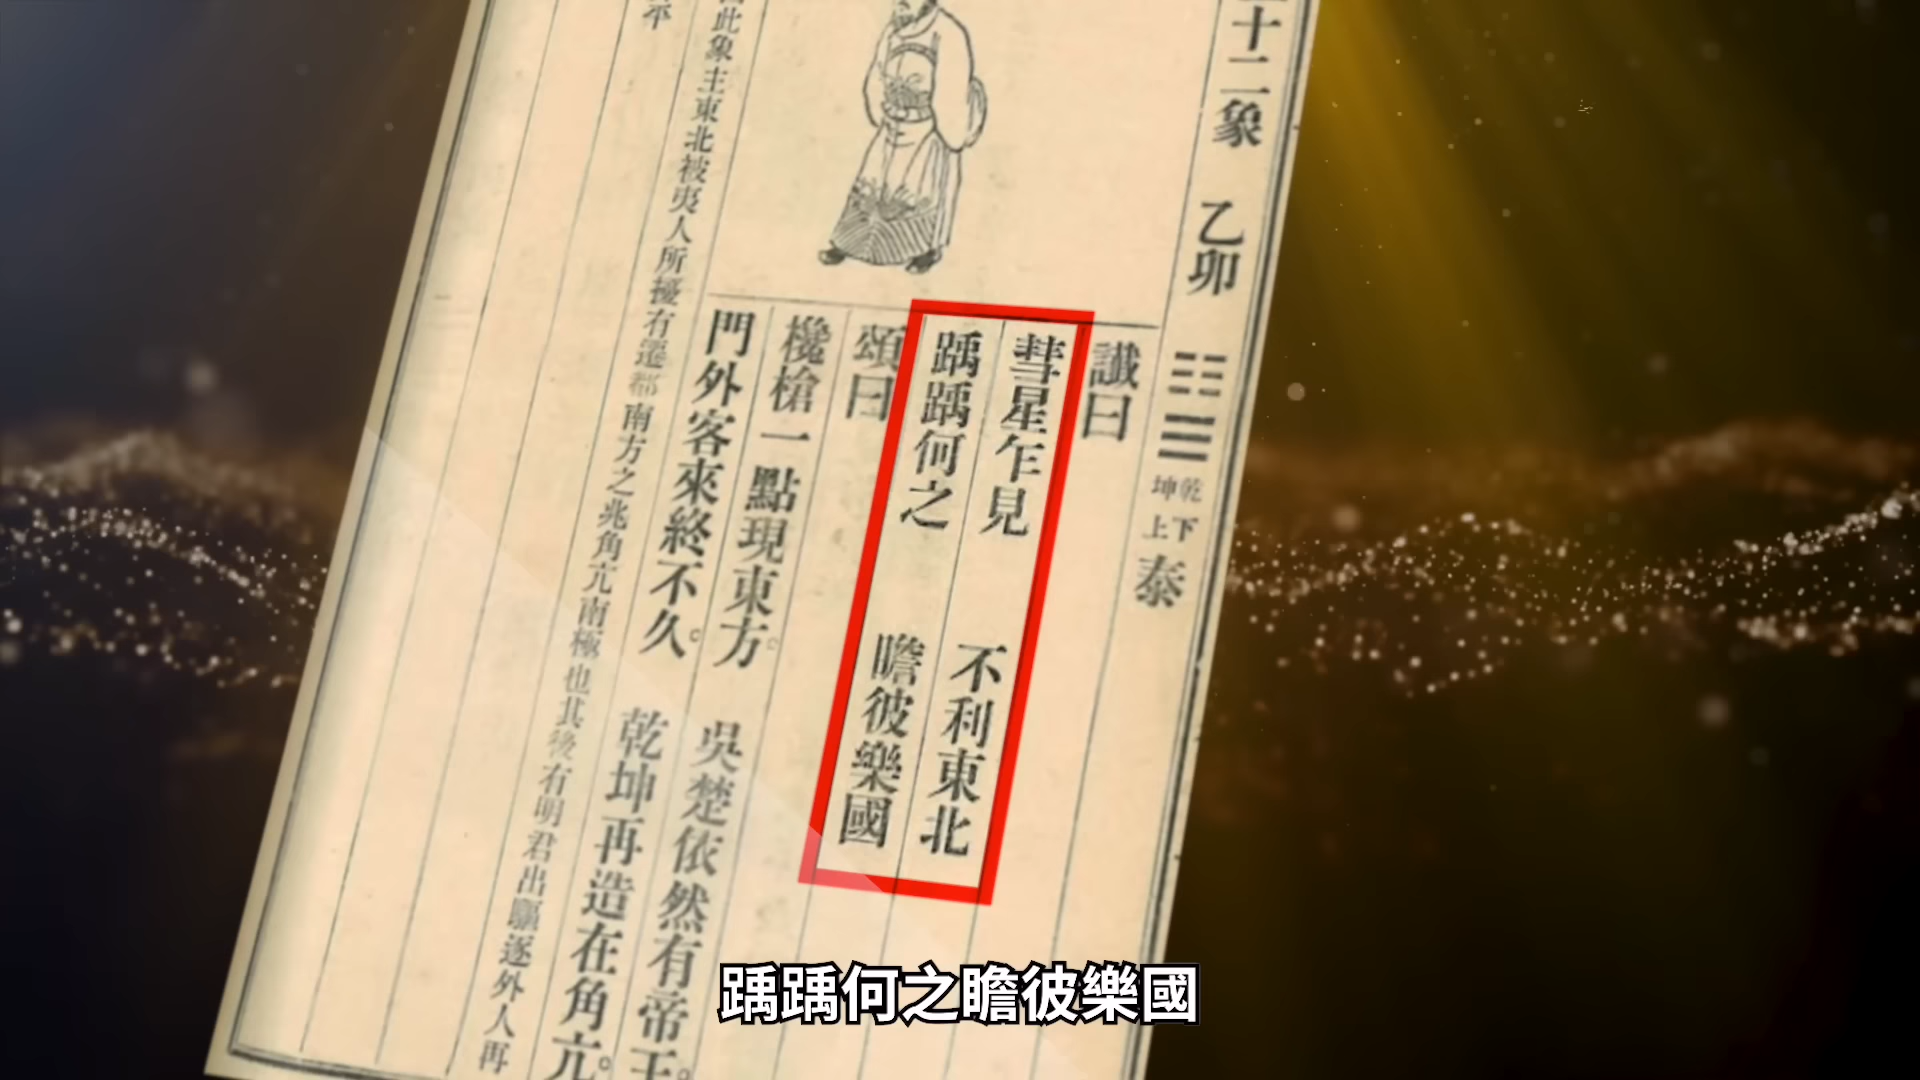 十二象 乙卯
乾下
坤上
泰
讖曰
彗星乍見 不利東北
踽踽何之 瞻彼樂國
頌曰
欃槍一點現東方。 吳楚依然有帝王。
門外客來終不久。 乾坤再造在角亢。
此象主東北被夷人所擾有遷都南方之兆角亢南極也其後有明君出驅逐外人再
踽踽何之瞻彼樂國